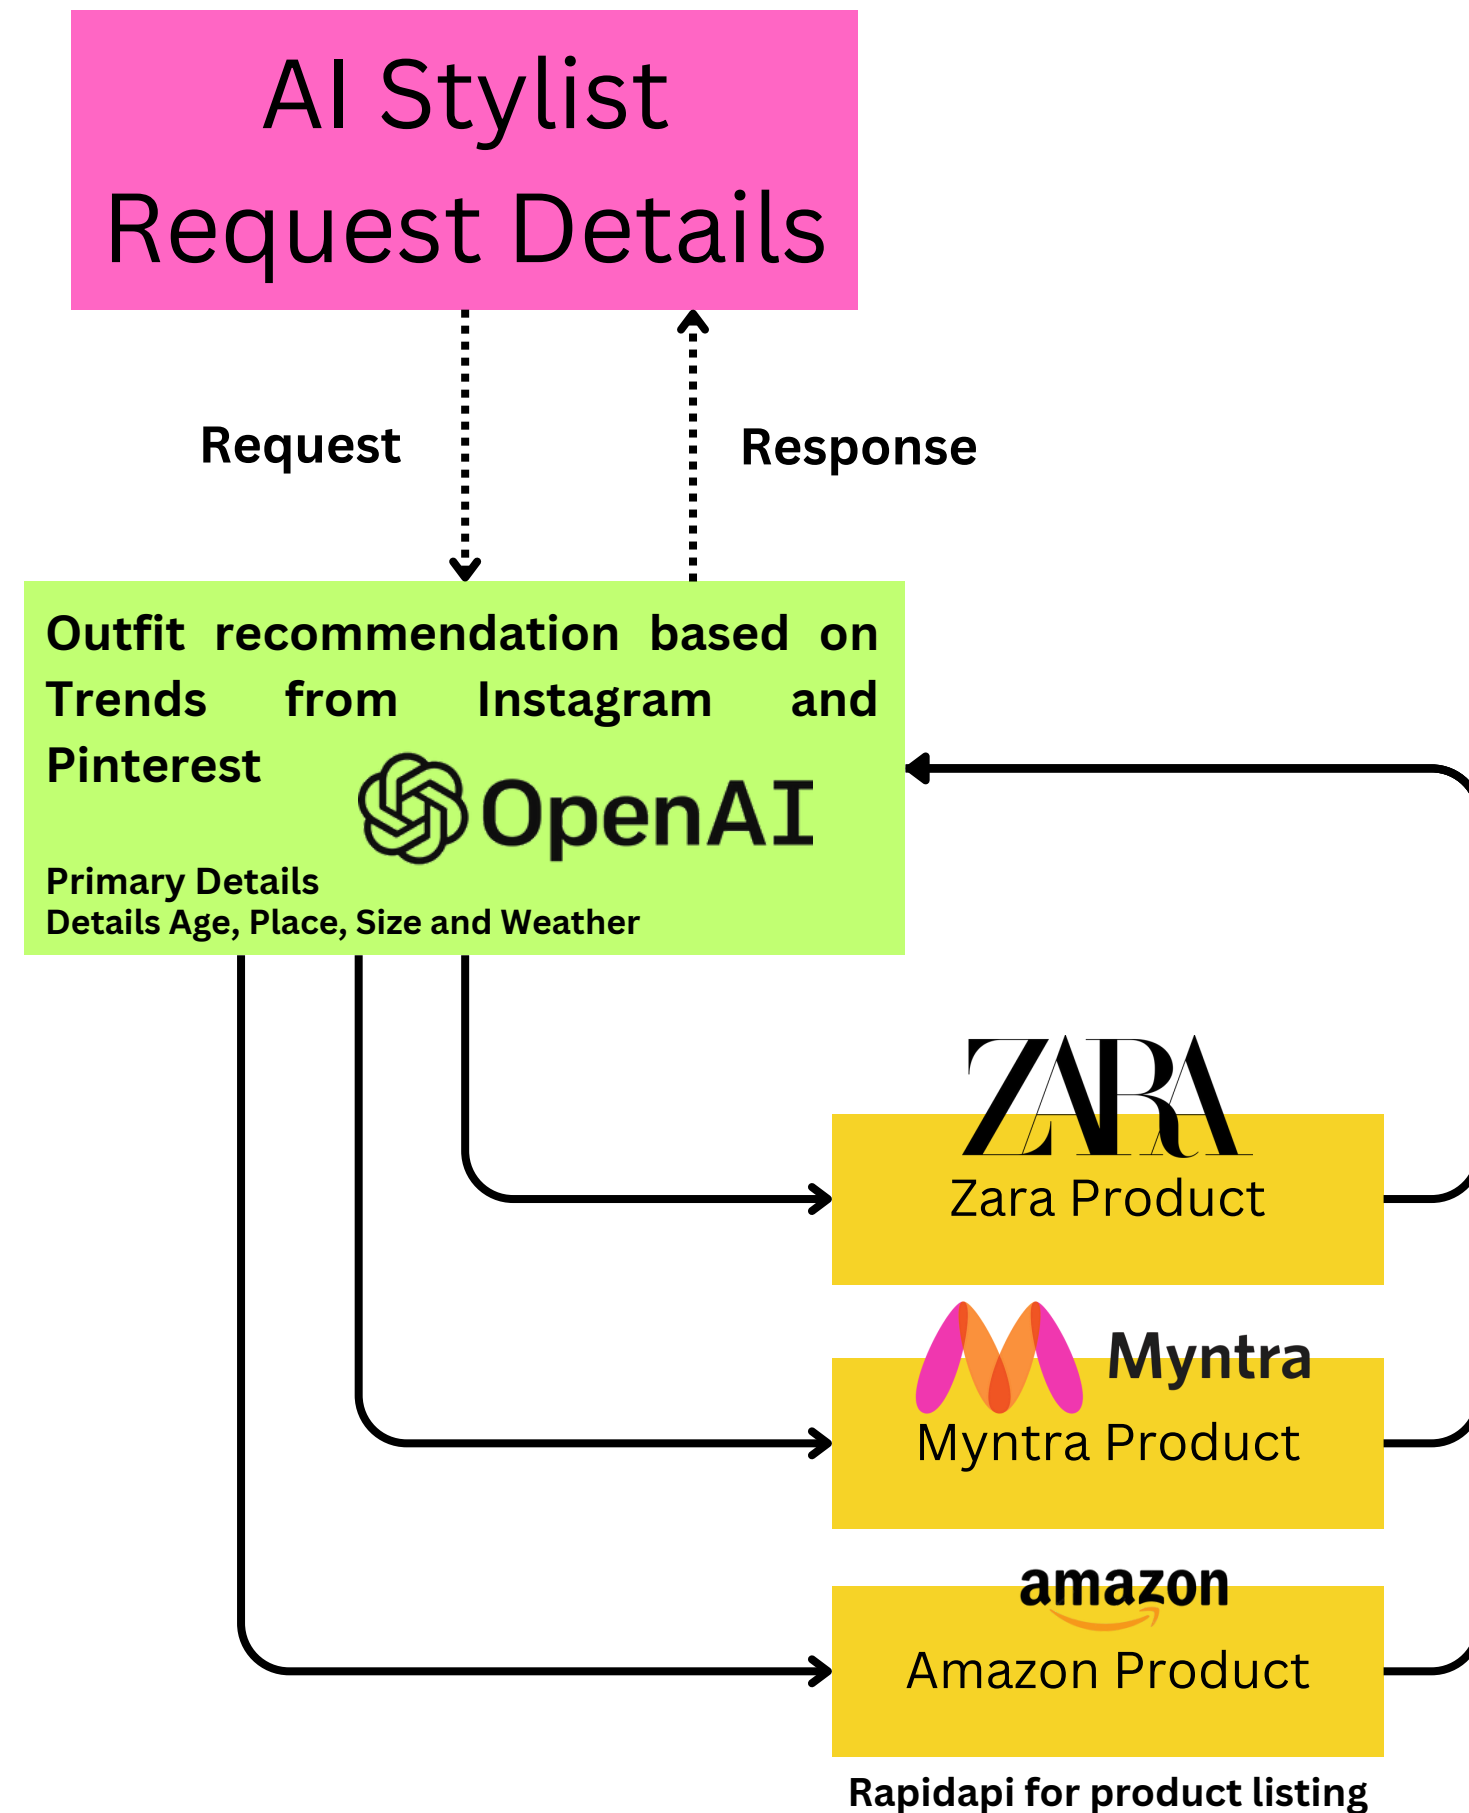 AI Stylist
Request Details
Request
Response
Outfit recommendation based on
Trends from Instagram and
Pinterest
OpenAI
Primary Details
Details Age, Place, Size and Weather
ZARA
Zara Product
Myntra
Myntra Product
amazon
Amazon Product
Rapidapi for product listing